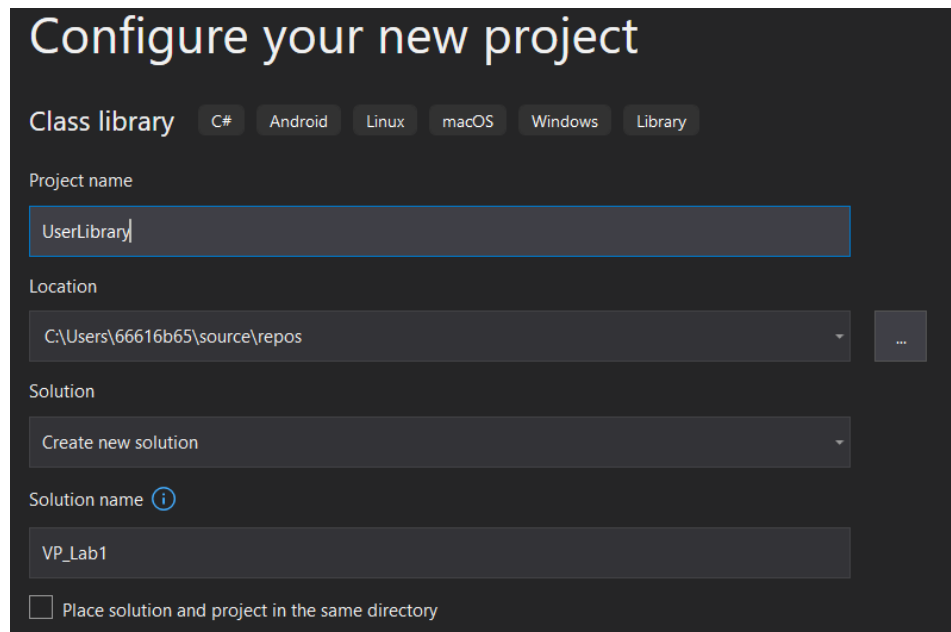 Configure your new project
Class library C# Android Linux macOS Windows Library
Project name
UserLibrary
Location
C:\Users\66616b65\source\repos
...
Solution
Create new solution
Solution name
VP_Lab1
Place solution and project in the same directory